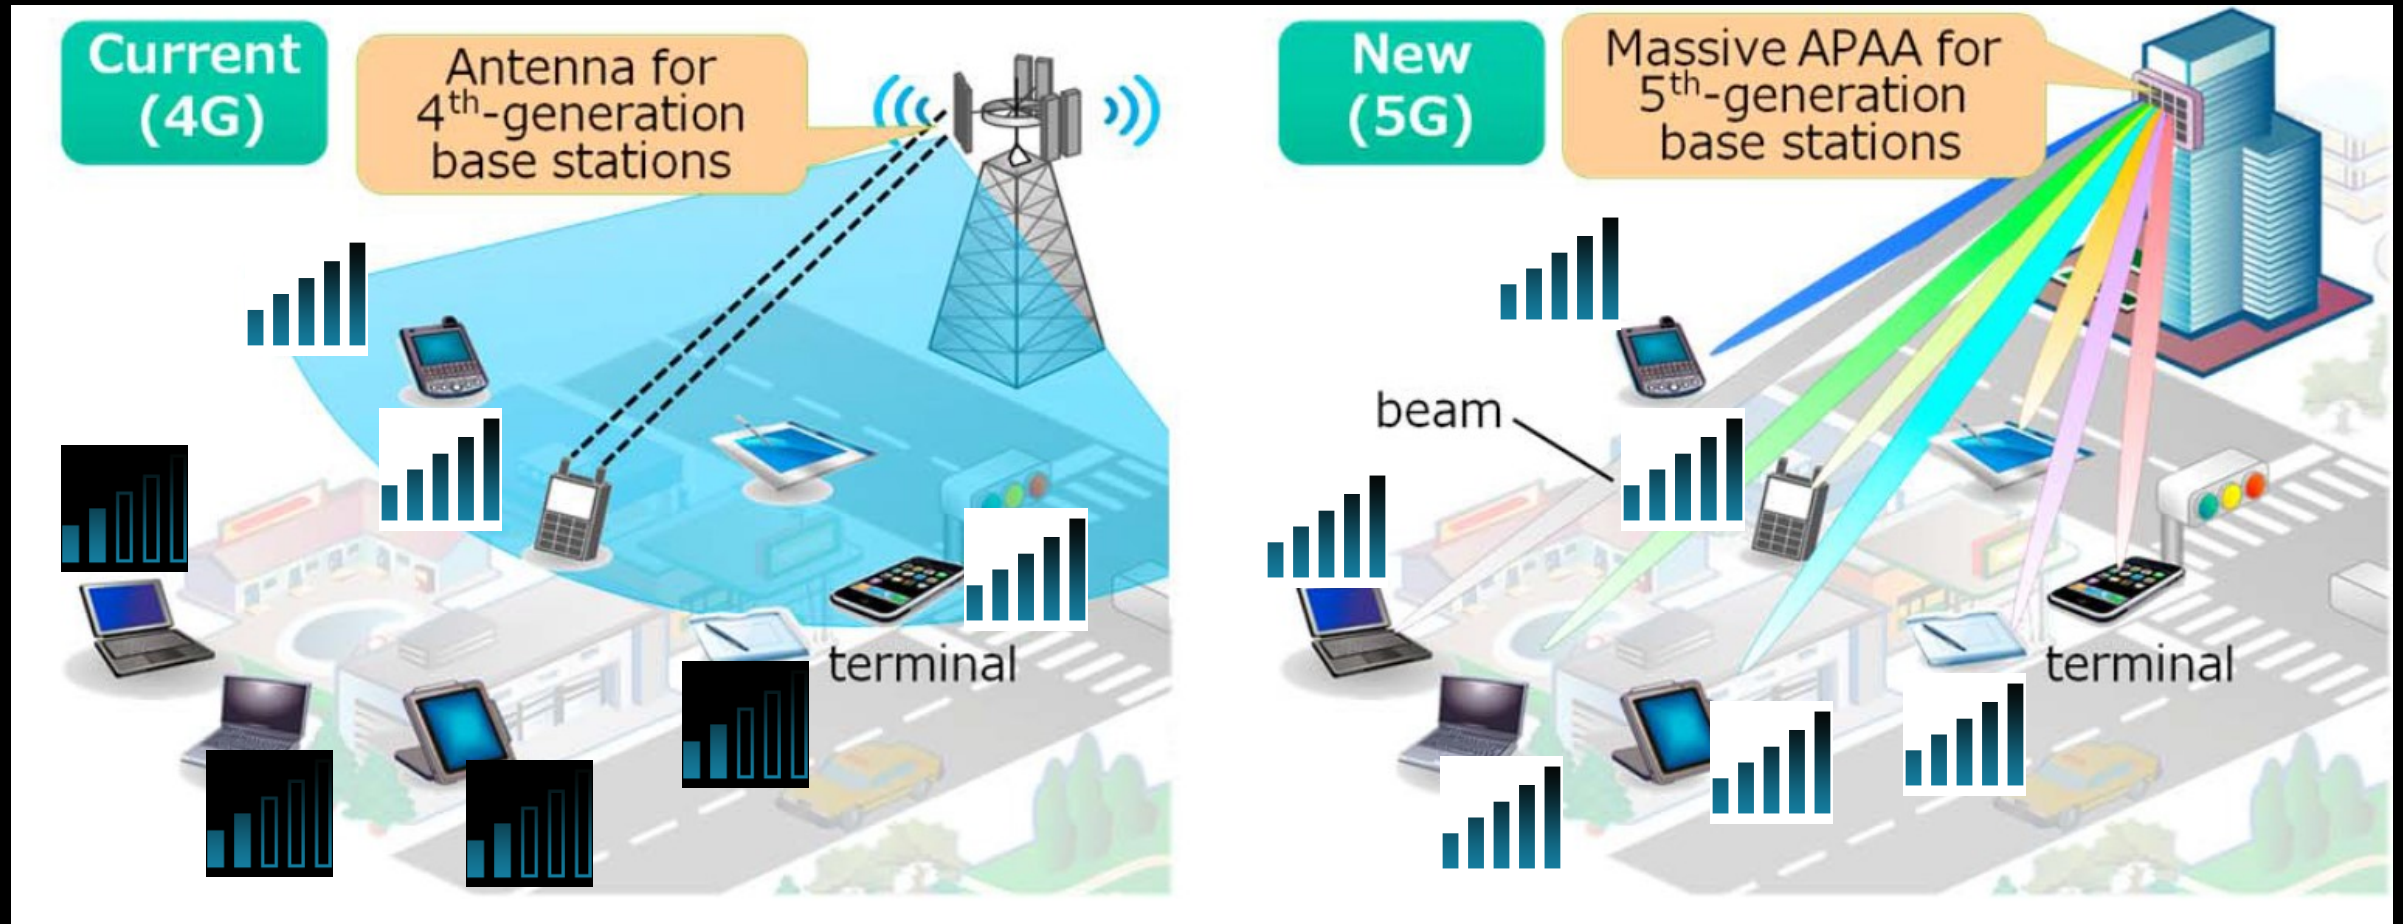 Current
(4G)
Antenna for
4th-generation
base stations
terminal
New
(5G)
Massive APAA for
5th-generation
base stations
beam
terminal